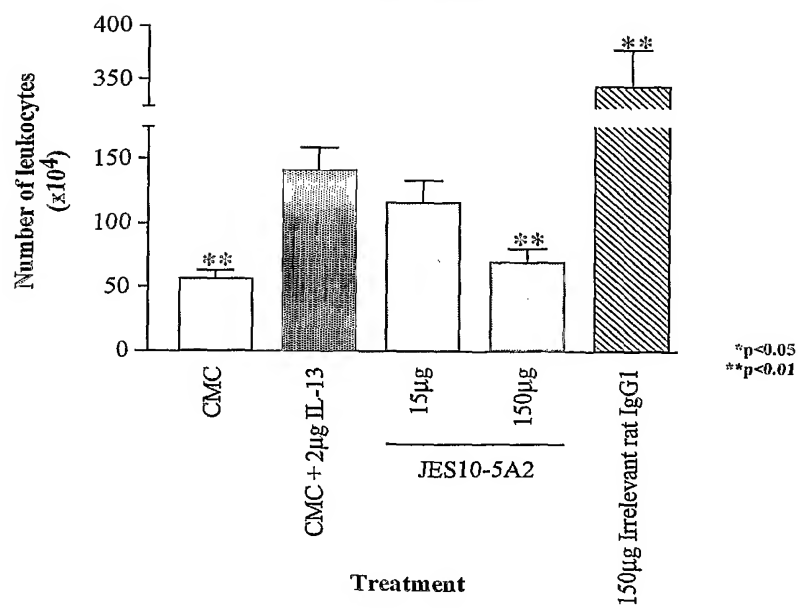 Number of leukocytes
(x10⁴)
400
350
150
100
50
0
**
**
**
CMC
CMC + 2µg IL-13
15µg
150µg
JES10-5A2
150µg Irrelevant rat IgG1
Treatment
*p<0.05
**p<0.01